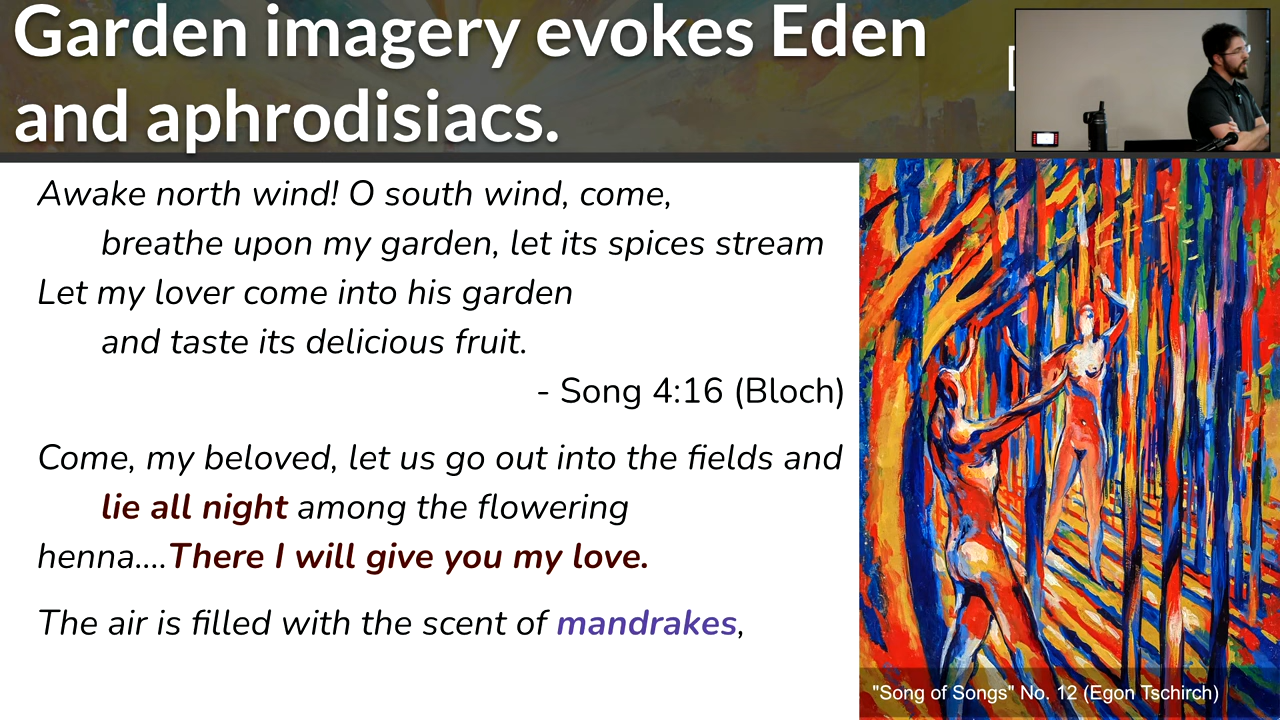 Garden imagery evokes Eden
and aphrodisiacs.
Awake north wind! O south wind, come,
breathe upon my garden, let its spices stream
Let my lover come into his garden
and taste its delicious fruit.
- Song 4:16 (Bloch)
Come, my beloved, let us go out into the fields and
lie all night among the flowering
henna....There I will give you my love.
The air is filled with the scent of mandrakes,
"Song of Songs" No. 12 (Egon Tschirch)